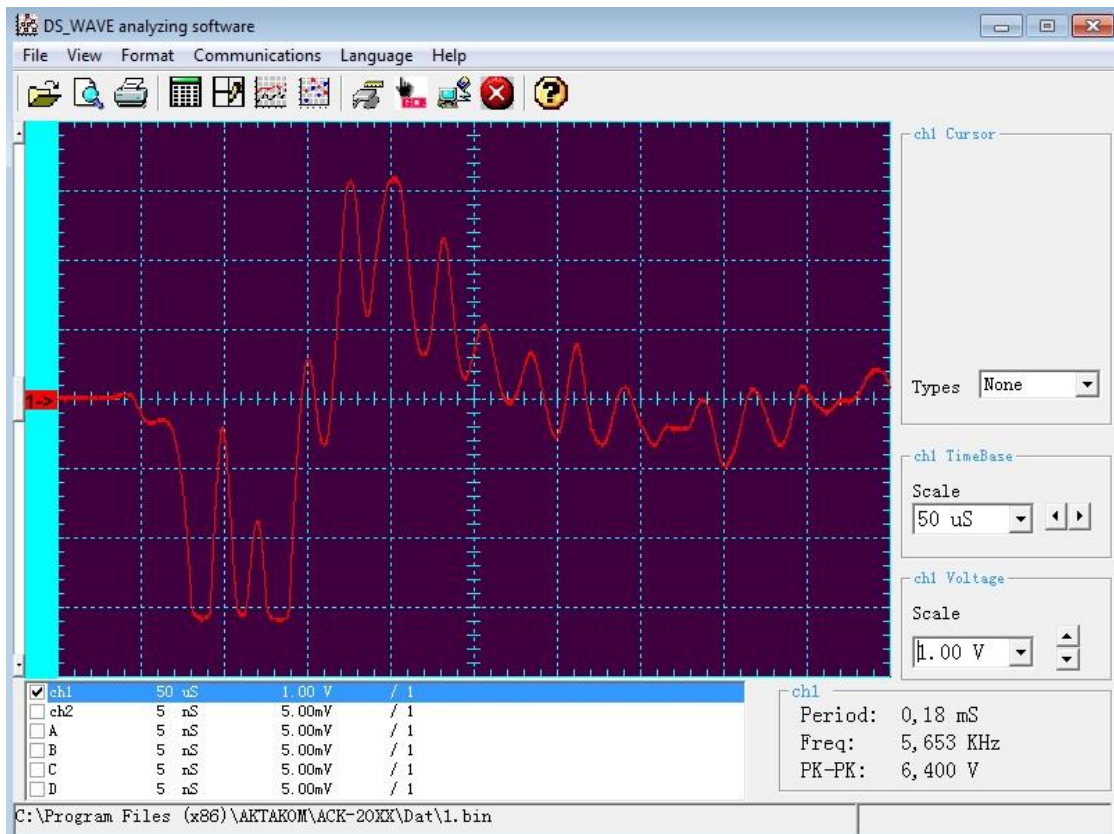 DS_WAVE analyzing software
File View Format Communications Language Help
ch1 Cursor
1->
Types None
ch1 TimeBase
Scale
50 uS
ch1 Voltage
Scale
1.00 V
ch1 50 uS 1.00 V / 1
ch2 5 nS 5.00mV / 1
A 5 nS 5.00mV / 1
B 5 nS 5.00mV / 1
C 5 nS 5.00mV / 1
D 5 nS 5.00mV / 1
ch1
Period: 0,18 mS
Freq: 5,653 KHz
PK-PK: 6,400 V
C:\Program Files (x86)\AKTAKOM\ACK-20XX\Dat\1.bin